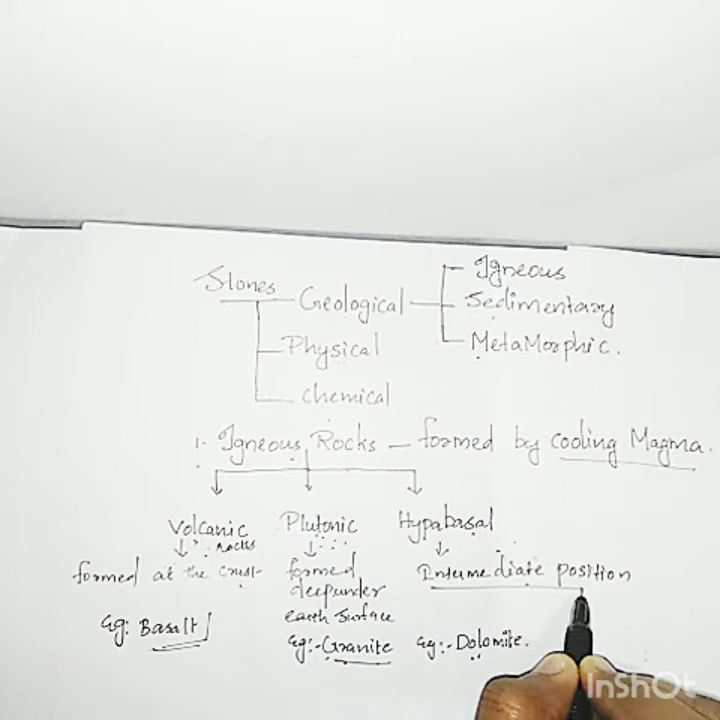 Stones
Geological
Igneous
Sedimentary
MetaMorphic.
Physical
chemical
1. Igneous Rocks - formed by cooling Magma.
Volcanic rocks
formed at the crust
Eg: Basalt
Plutonic
formed
deepunder
earth surface
Eg:- Granite
Hypabasal
Intermediate position
Eg:- Dolomite.
InShOt